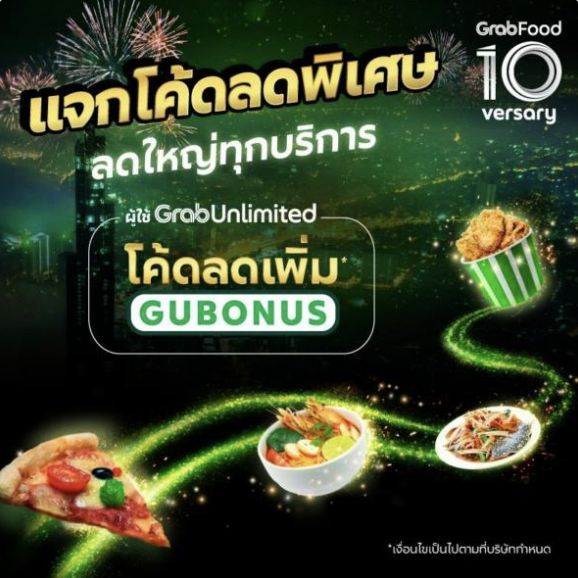 GrabFood
10
versary
แจกโค้ดลดพิเศษ
ลดใหญ่ทุกบริการ
ผู้ใช้ GrabUnlimited
โค้ดลดเพิ่ม*
GUBONUS
*เงื่อนไขเป็นไปตามที่บริษัทกำหนด